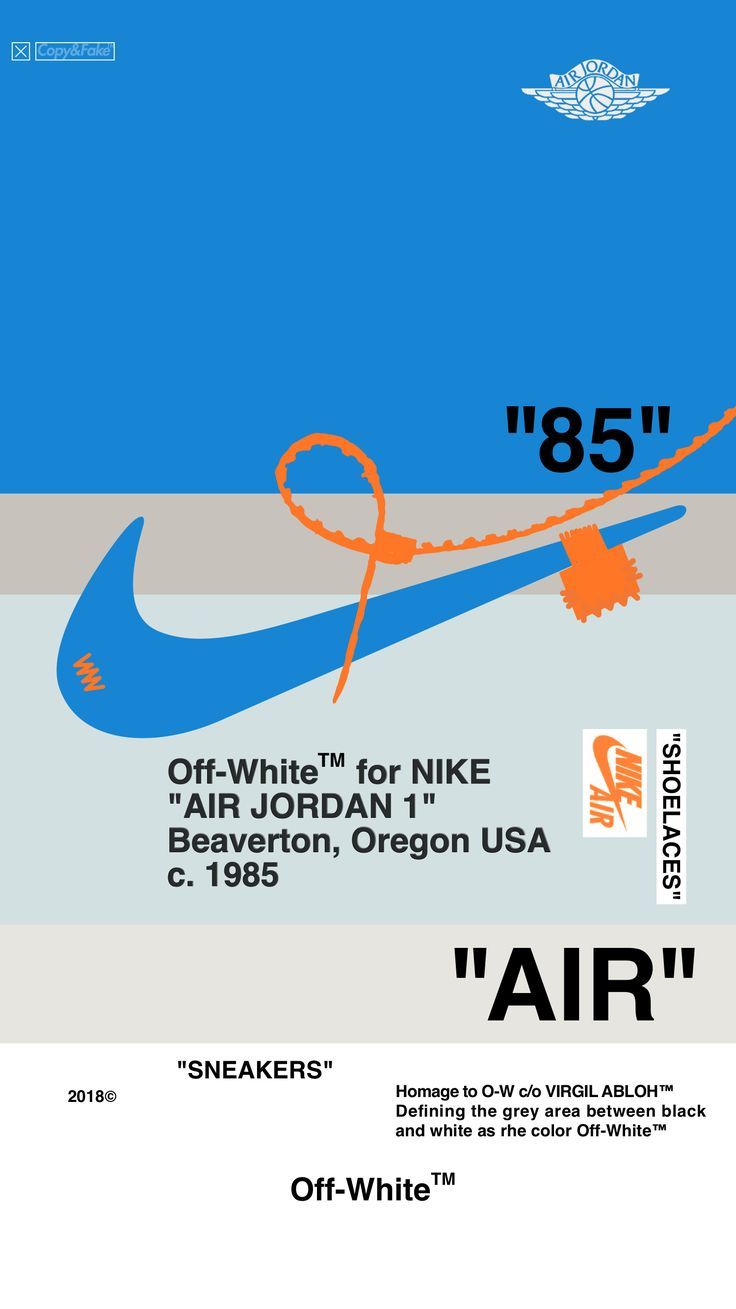 Copy&Fake"
AIR JORDAN
"85"
Off-White™ for NIKE
"AIR JORDAN 1"
Beaverton, Oregon USA
c. 1985
NIKE
AIR
"SHOELACES"
"AIR"
"SNEAKERS"
2018©
Homage to O-W c/o VIRGIL ABLOH™
Defining the grey area between black
and white as rhe color Off-White™
Off-White™